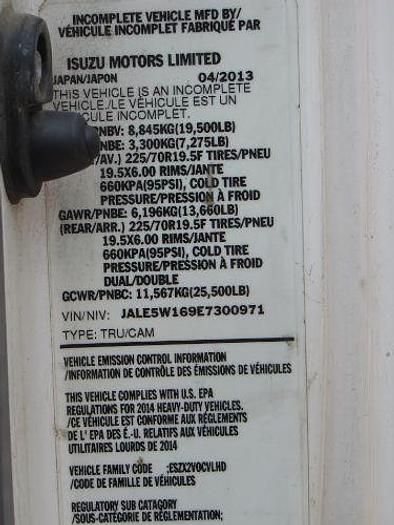 INCOMPLETE VEHICLE MFD BY/
VÉHICULE INCOMPLET FABRIQUÉ PAR
ISUZU MOTORS LIMITED
JAPAN/JAPON 04/2013
THIS VEHICLE IS AN INCOMPLETE
VEHICLE./LE VÉHICULE EST UN
CULE INCOMPLET.
PNBV: 8,845KG(19,500LB)
PNBE: 3,300KG(7,275LB)
/AV.) 225/70R19.5F TIRES/PNEU
19.5X6.00 RIMS/JANTE
660KPA(95PSI), COLD TIRE
PRESSURE/PRESSION À FROID
GAWR/PNBE: 6,196KG(13,660LB)
(REAR/ARR.) 225/70R19.5F TIRES/PNEU
19.5X6.00 RIMS/JANTE
660KPA(95PSI), COLD TIRE
PRESSURE/PRESSION À FROID
DUAL/DOUBLE
GCWR/PNBC: 11,567KG(25,500LB)
VIN/NIV: JALE5W169E7300971
TYPE: TRU/CAM
VEHICLE EMISSION CONTROL INFORMATION
/INFORMATION DE CONTRÔLE DES ÉMISSIONS DE VÉHICULES
THIS VEHICLE COMPLIES WITH U.S. EPA
REGULATIONS FOR 2014 HEAVY-DUTY VEHICLES.
/CE VÉHICULE EST CONFORME AUX RÉGLEMENTS
DE L' EPA DES É.-U. RELATIFS AUX VÉHICULES
UTILITAIRES LOURDS DE 2014
VEHICLE FAMILY CODE ;ESZX2VOCVLHD
/CODE DE FAMILLE DE VÉHICULES
REGULATORY SUB CATAGORY
/SOUS-CATÉGORIE DE RÉGLEMENTATION;